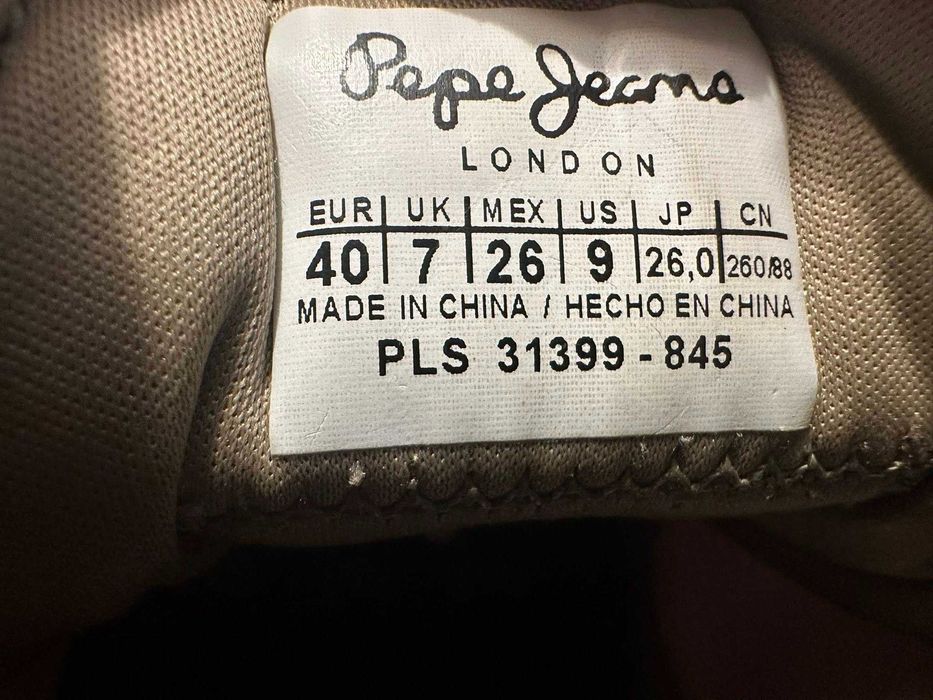 Pepe Jeans
LONDON
EUR UK MEX US JP CN
40 7 26 9 26,0 260/88
MADE IN CHINA / HECHO EN CHINA
PLS 31399 - 845